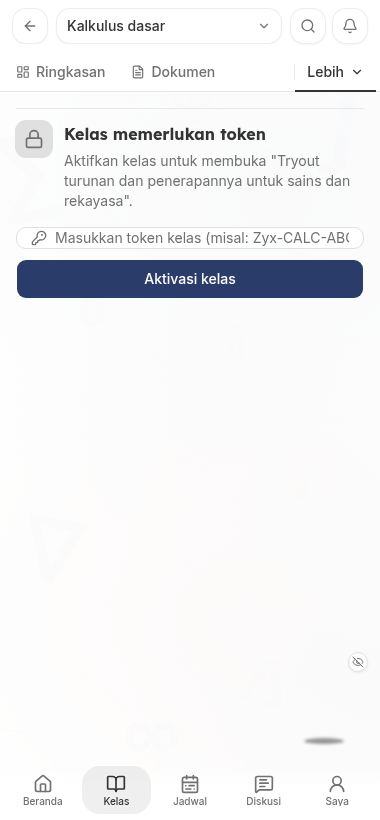 Kalkulus dasar
Ringkasan
Dokumen
Lebih
Kelas memerlukan token
Aktifkan kelas untuk membuka "Tryout
turunan dan penerapannya untuk sains dan
rekayasa".
Masukkan token kelas (misal: Zyx-CALC-ABC
Aktivasi kelas
Beranda
Kelas
Jadwal
Diskusi
Saya